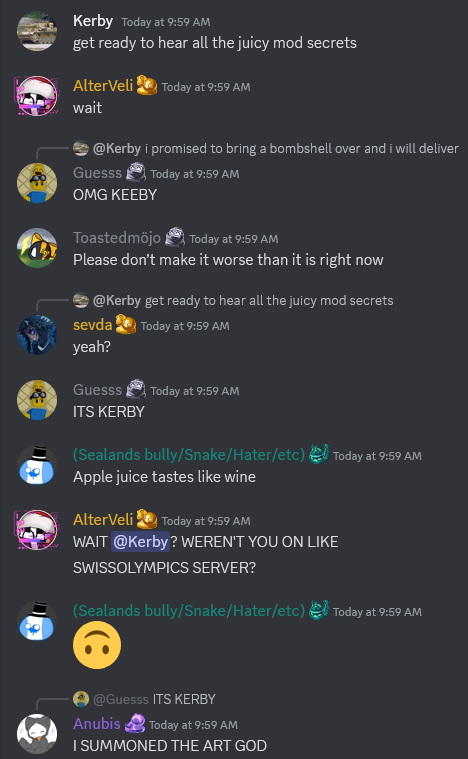 Kerby Today at 9:59 AM
get ready to hear all the juicy mod secrets
AlterVeli Today at 9:59 AM
wait
@Kerby i promised to bring a bombshell over and i will deliver
Guesss Today at 9:59 AM
OMG KEEBY
Toastedmöjo Today at 9:59 AM
Please don’t make it worse than it is right now
@Kerby get ready to hear all the juicy mod secrets
sevda Today at 9:59 AM
yeah?
Guesss Today at 9:59 AM
ITS KERBY
(Sealands bully/Snake/Hater/etc) Today at 9:59 AM
Apple juice tastes like wine
AlterVeli Today at 9:59 AM
WAIT @Kerby? WEREN'T YOU ON LIKE
SWISSOLYMPICS SERVER?
(Sealands bully/Snake/Hater/etc) Today at 9:59 AM
@Guesss ITS KERBY
Anubis Today at 9:59 AM
I SUMMONED THE ART GOD